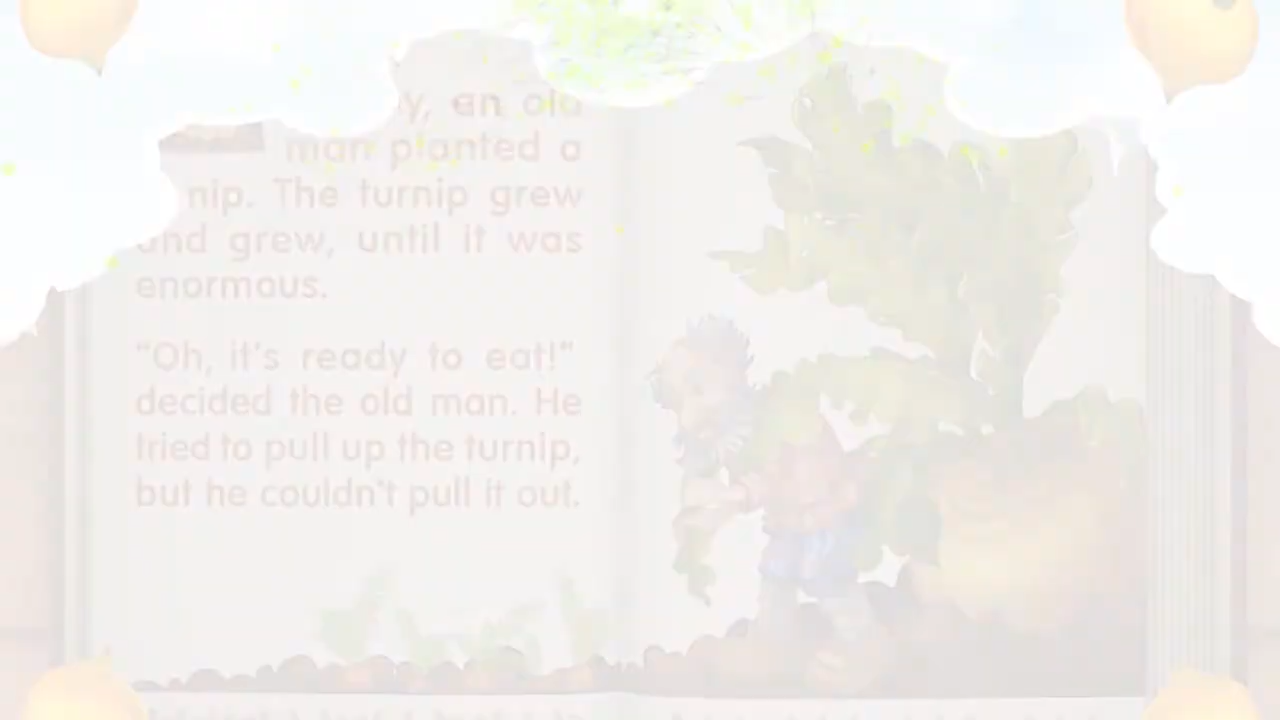 y, an old
man planted a
nip. The turnip grew
and grew, until it was
enormous.
"Oh, it's ready to eat!"
decided the old man. He
tried to pull up the turnip,
but he couldn't pull it out.